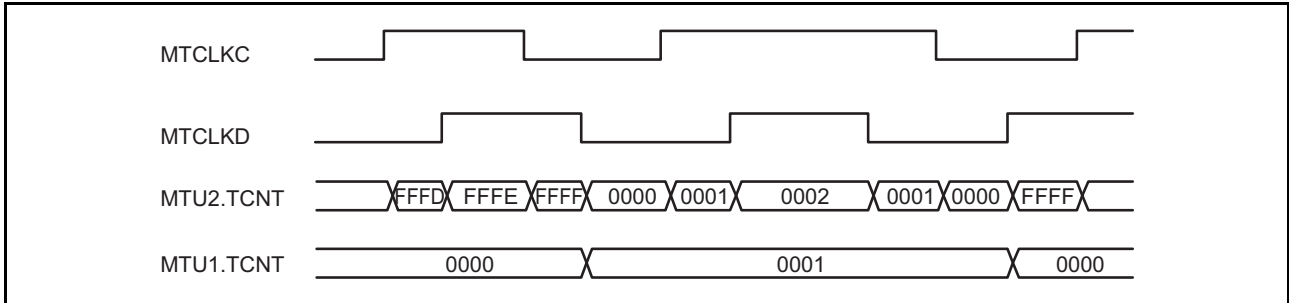 MTCLKC
MTCLKD
MTU2.TCNT FFFD FFFE FFFF 0000 0001 0002 0001 0000 FFFF
MTU1.TCNT 0000 0001 0000